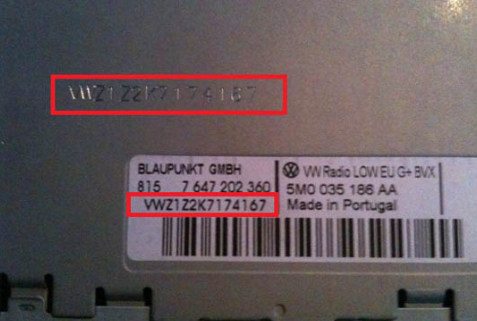 VWZ1Z2K7174167
BLAUPUNKT GMBH
815 7 647 202 360
VWZ1Z2K7174167
VW Radio LOW EU G+ BVX
5M0 035 186 AA
Made in Portugal